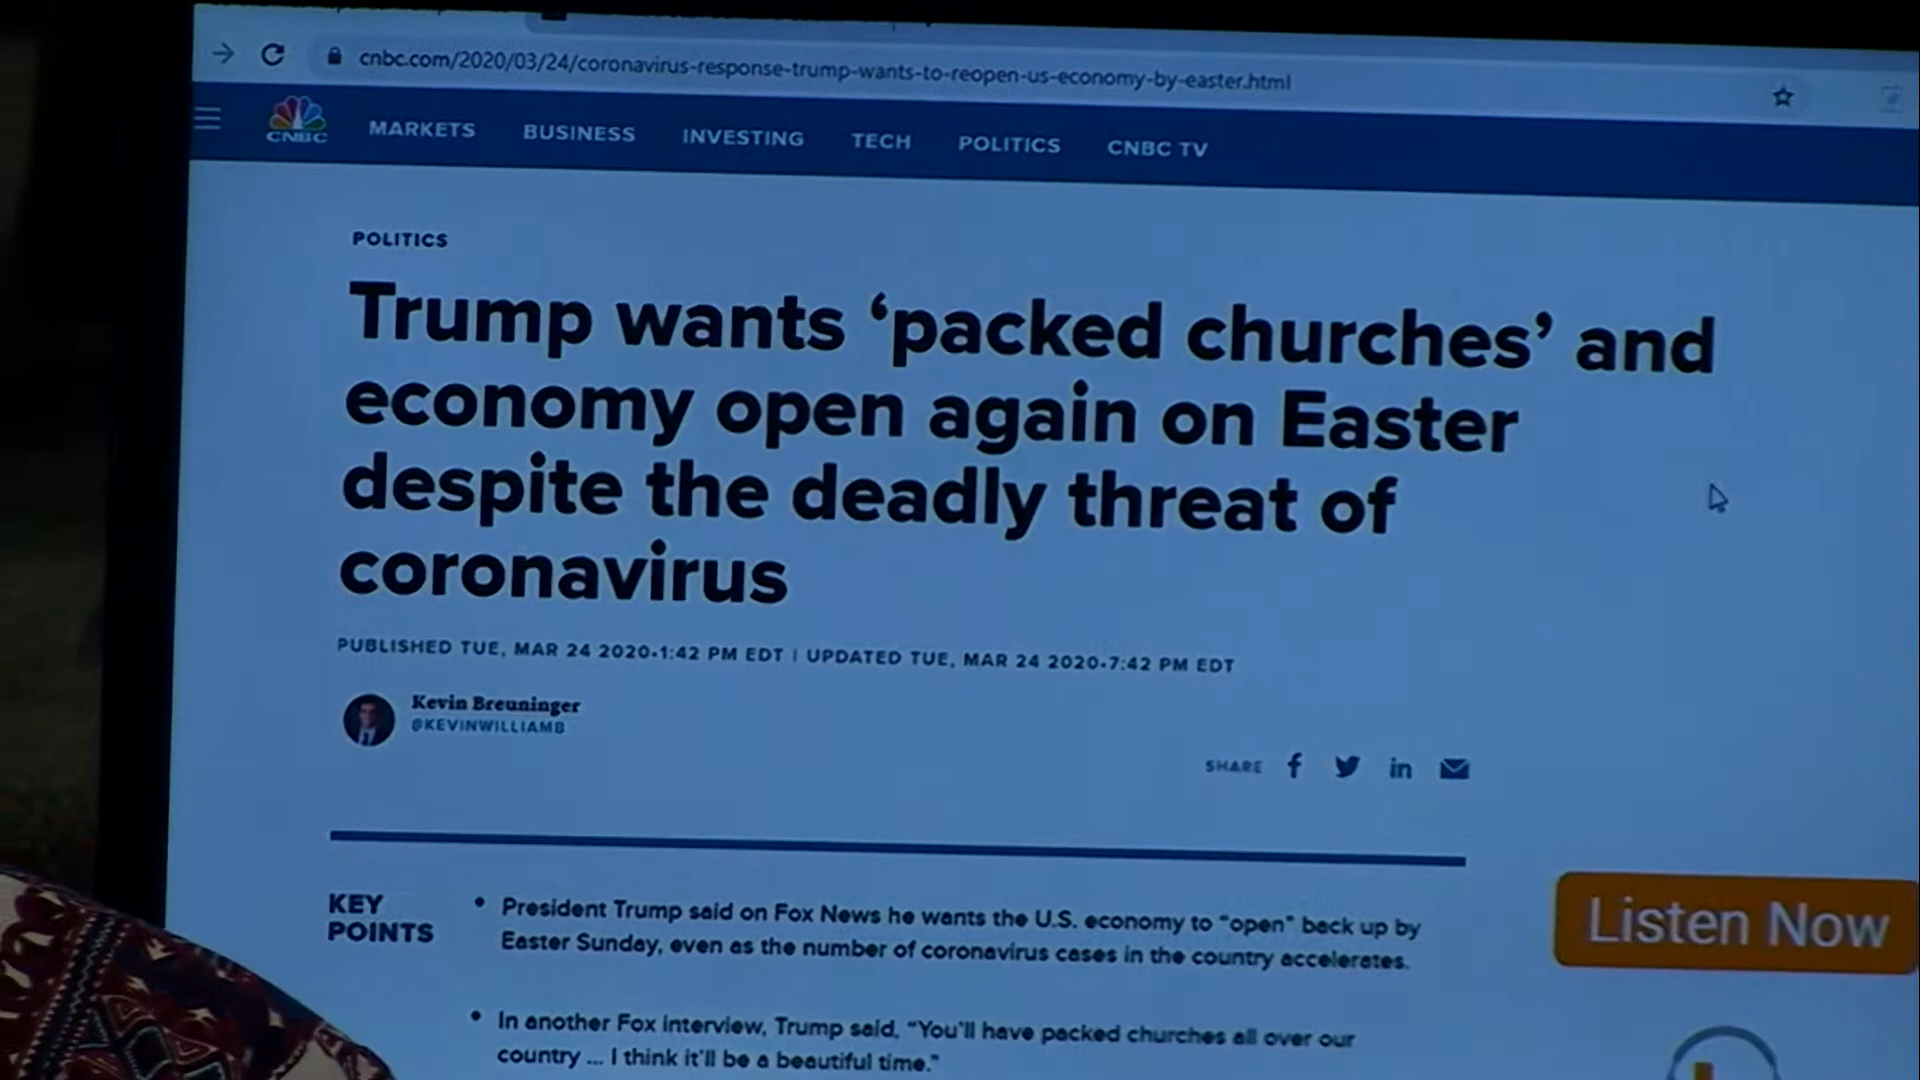 cnbc.com/2020/03/24/coronavirus-response-trump-wants-to-reopen-us-economy-by-easter.html
CNBC MARKETS BUSINESS INVESTING TECH POLITICS CNBC TV
POLITICS
Trump wants ‘packed churches’ and
economy open again on Easter
despite the deadly threat of
coronavirus
PUBLISHED TUE, MAR 24 2020•1:42 PM EDT | UPDATED TUE, MAR 24 2020•7:42 PM EDT
Kevin Breuninger
@KEVINWILLIAMB
SHARE
KEY
POINTS
• President Trump said on Fox News he wants the U.S. economy to “open” back up by
Easter Sunday, even as the number of coronavirus cases in the country accelerates.
• In another Fox interview, Trump said, “You’ll have packed churches all over our
country ... I think it’ll be a beautiful time.”
Listen Now